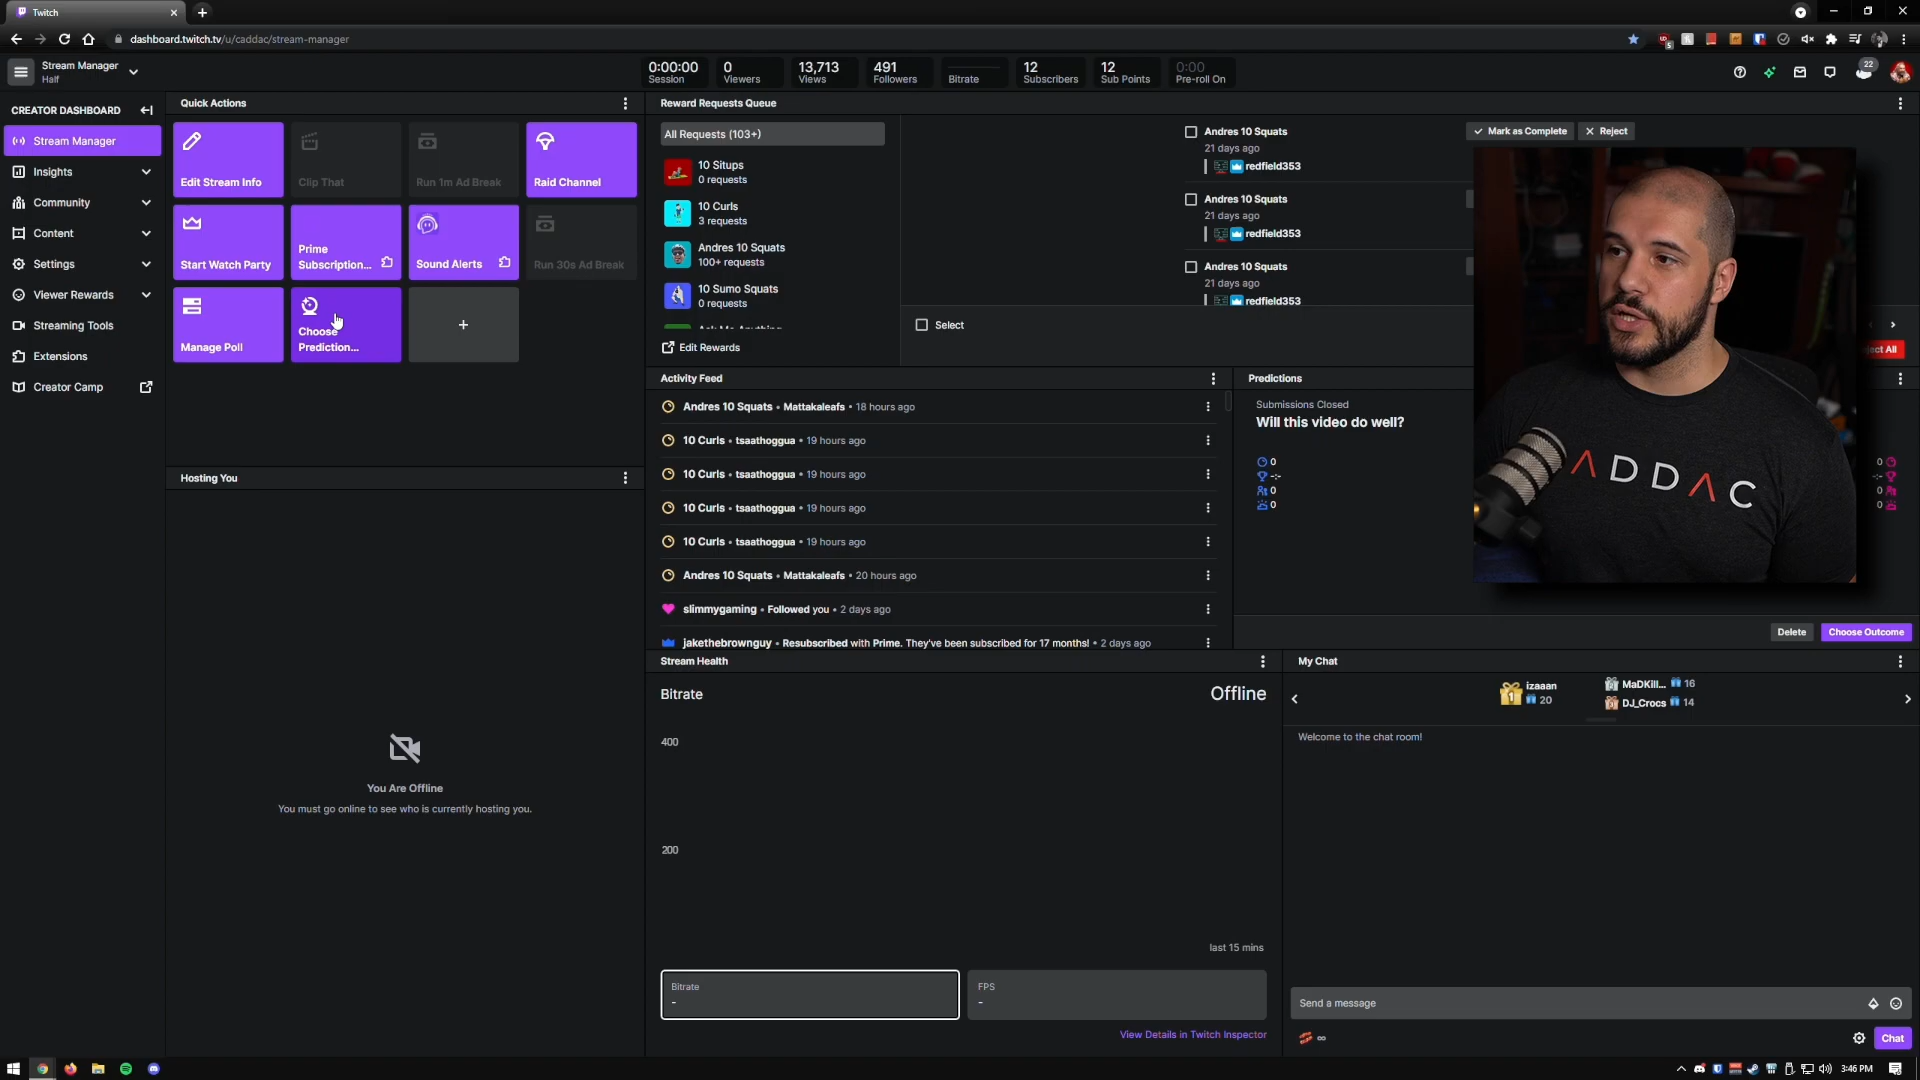 Twitch
dashboard.twitch.tv/u/caddac/stream-manager
Stream Manager
Half
0:00:00
Session
0
Viewers
13,713
Views
491
Followers
Bitrate
12
Subscribers
12
Sub Points
0:00
Pre-roll On
22
CREATOR DASHBOARD
Stream Manager
Insights
Community
Content
Settings
Viewer Rewards
Streaming Tools
Extensions
Creator Camp
Quick Actions
Edit Stream Info
Clip That
Run 1m Ad Break
Raid Channel
Start Watch Party
Prime
Subscription...
Sound Alerts
Run 30s Ad Break
Manage Poll
Choose
Prediction...
+
Hosting You
You Are Offline
You must go online to see who is currently hosting you.
Reward Requests Queue
All Requests (103+)
10 Situps
0 requests
10 Curls
3 requests
Andres 10 Squats
100+ requests
10 Sumo Squats
0 requests
Edit Rewards
Andres 10 Squats
21 days ago
redfield353
Andres 10 Squats
21 days ago
redfield353
Andres 10 Squats
21 days ago
redfield353
Mark as Complete
Reject
Select
ect All
Activity Feed
Andres 10 Squats • Mattakaleafs • 18 hours ago
10 Curls • tsaathoggua • 19 hours ago
10 Curls • tsaathoggua • 19 hours ago
10 Curls • tsaathoggua • 19 hours ago
10 Curls • tsaathoggua • 19 hours ago
Andres 10 Squats • Mattakaleafs • 20 hours ago
slimmygaming • Followed you • 2 days ago
jakethebrownguy • Resubscribed with Prime. They've been subscribed for 17 months! • 2 days ago
Predictions
Submissions Closed
Will this video do well?
0
-:-
0
0
0
-:-
0
0
Delete
Choose Outcome
ADDAC
Stream Health
Bitrate
Offline
400
200
last 15 mins
Bitrate
-
FPS
-
View Details in Twitch Inspector
My Chat
1
izaaan
20
MaDKill... 16
DJ_Crocs 14
Welcome to the chat room!
Send a message
∞
Chat
3:46 PM